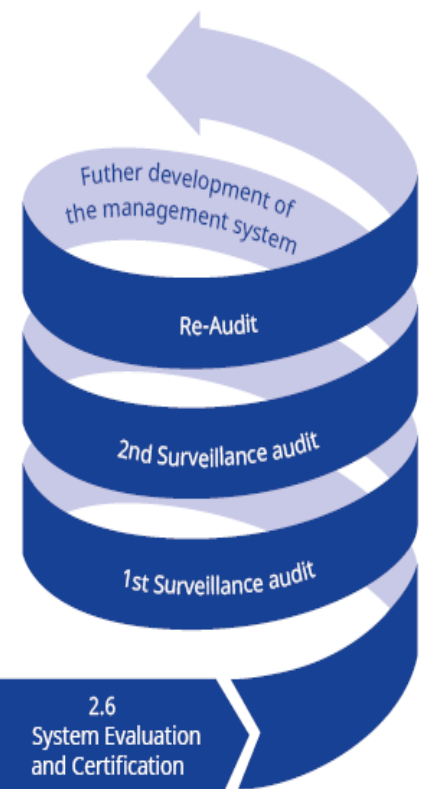 Futher development of
the management system
Re-Audit
2nd Surveillance audit
1st Surveillance audit
2.6
System Evaluation
and Certification